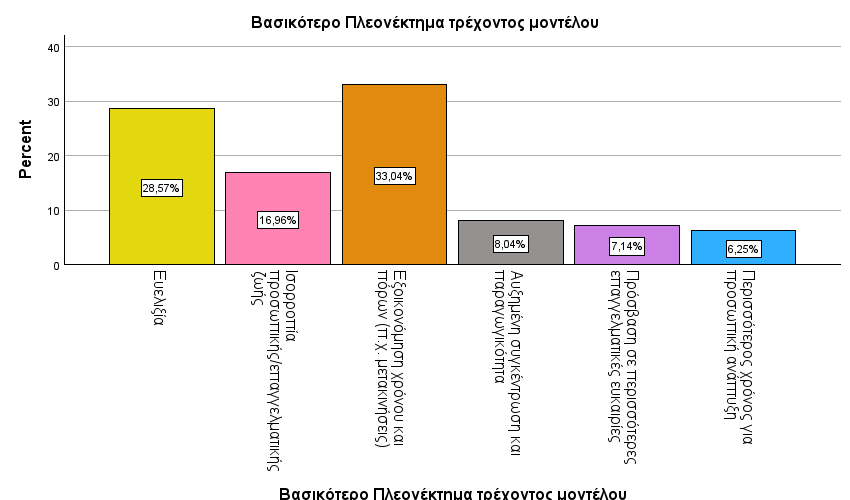 Βασικότερο Πλεονέκτημα τρέχοντος μοντέλου
Percent
40
30
20
10
0
28,57%
16,96%
33,04%
8,04%
7,14%
6,25%
Ευελιξία
Ισορροπία
προσωπικής/επαγγελματικής
ζωής
Εξοικονόμηση χρόνου και
πόρων (π.χ. μετακινήσεις)
Αυξημένη συγκέντρωση και
παραγωγικότητα
Πρόσβαση σε περισσότερες
επαγγελματικές ευκαιρίες
Περισσότερος χρόνος για
προσωπική ανάπτυξη
Βασικότερο Πλεονέκτημα τρέχοντος μοντέλου